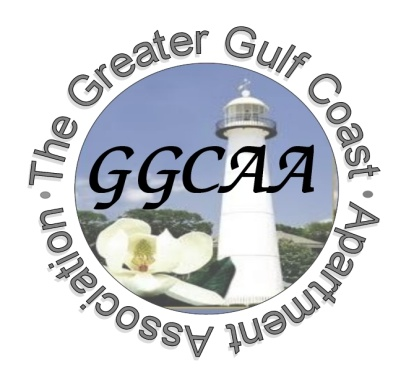 The Greater Gulf Coast · Apartment Association ·
GGCAA